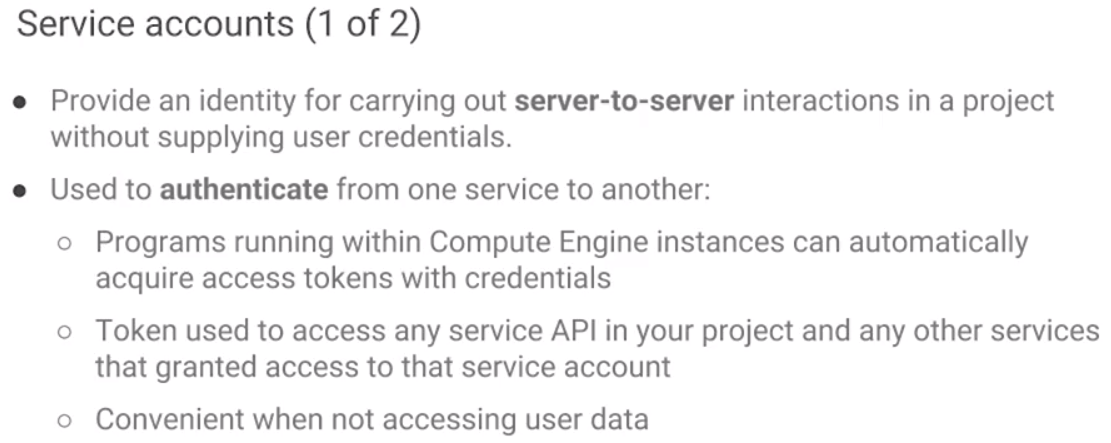 Service accounts (1 of 2)
● Provide an identity for carrying out server-to-server interactions in a project
without supplying user credentials.
● Used to authenticate from one service to another:
○ Programs running within Compute Engine instances can automatically
acquire access tokens with credentials
○ Token used to access any service API in your project and any other services
that granted access to that service account
○ Convenient when not accessing user data